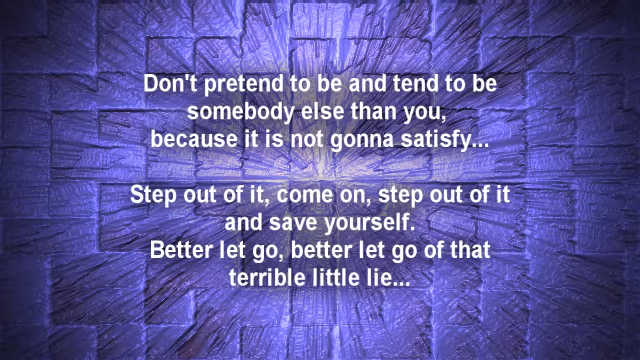 Don't pretend to be and tend to be
somebody else than you,
because it is not gonna satisfy...
Step out of it, come on, step out of it
and save yourself.
Better let go, better let go of that
terrible little lie...